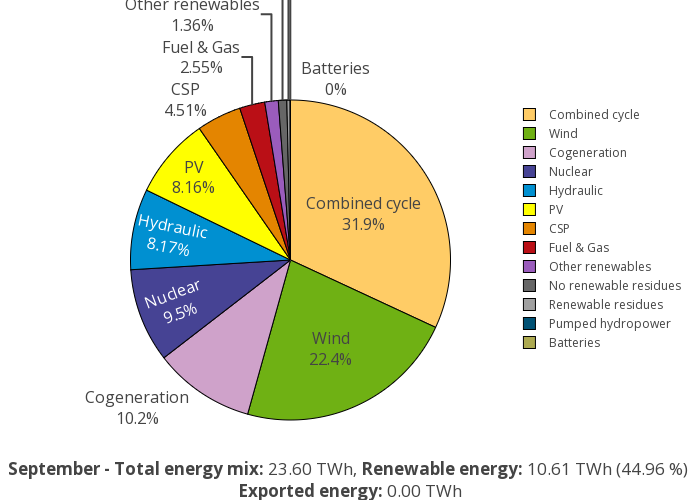 Other renewables
1.36%
Fuel & Gas
2.55%
CSP
4.51%
Batteries
0%
PV
8.16%
Hydraulic
8.17%
Nuclear
9.5%
Cogeneration
10.2%
Wind
22.4%
Combined cycle
31.9%
Combined cycle
Wind
Cogeneration
Nuclear
Hydraulic
PV
CSP
Fuel & Gas
Other renewables
No renewable residues
Renewable residues
Pumped hydropower
Batteries
September - Total energy mix: 23.60 TWh, Renewable energy: 10.61 TWh (44.96 %)
Exported energy: 0.00 TWh